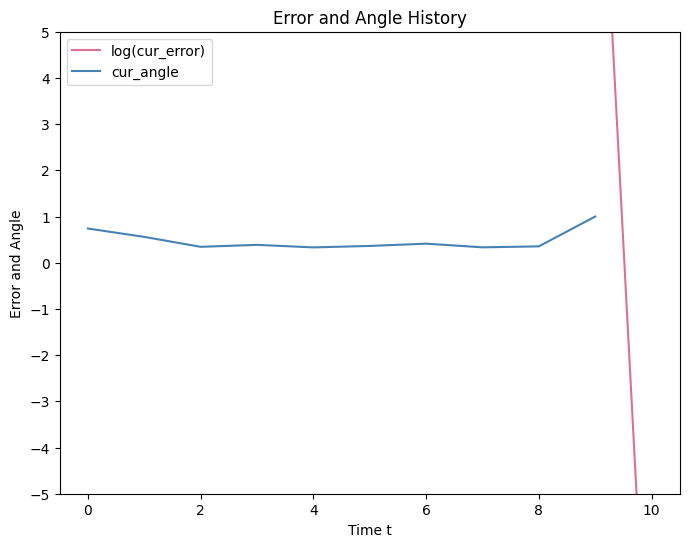 Error and Angle History
log(cur_error)
cur_angle
5
4
3
2
1
0
−1
−2
−3
−4
−5
Error and Angle
0 2 4 6 8 10
Time t